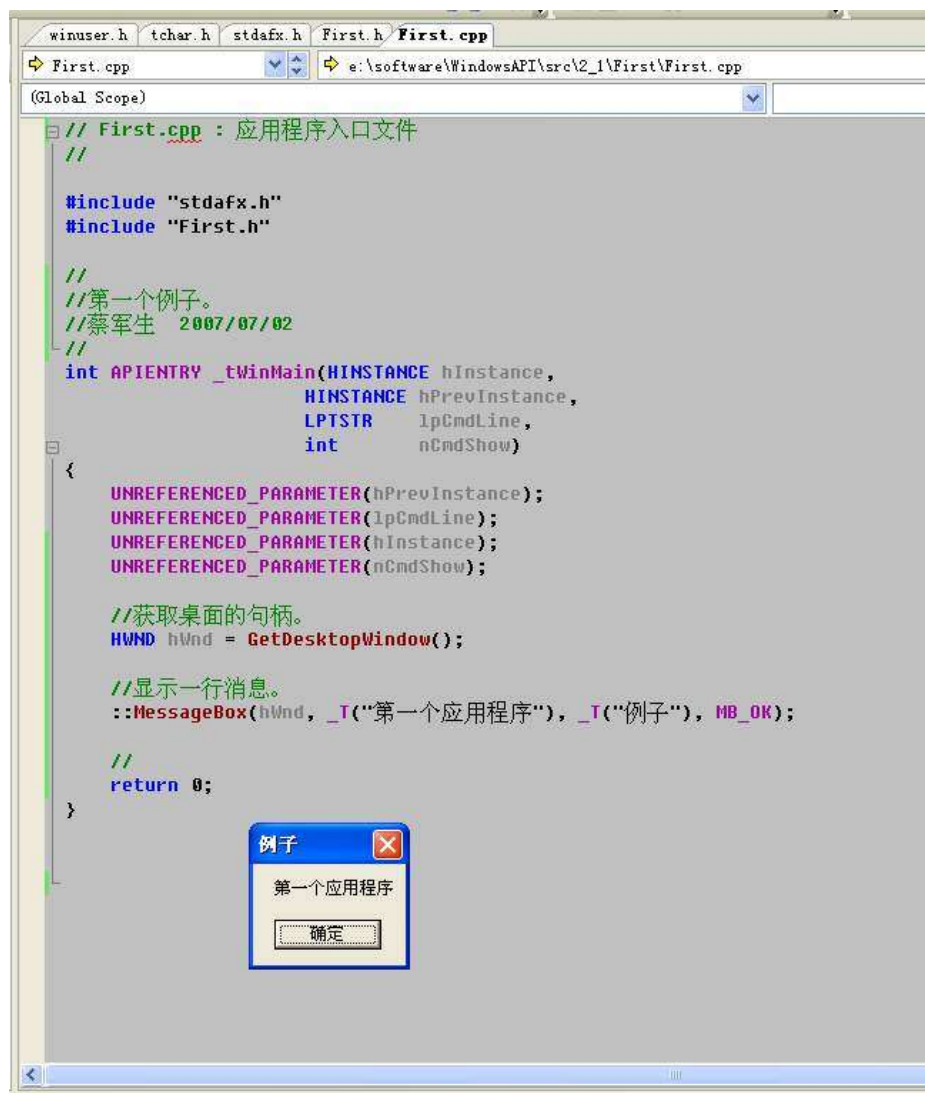 winuser.h tchar.h stdafx.h First.h First.cpp
First.cpp e:\software\WindowsAPI\src\2_1\First\First.cpp
(Global Scope)
// First.cpp : 应用程序入口文件
//
#include "stdafx.h"
#include "First.h"
//
//第一个例子。
//蔡军生 2007/07/02
//
int APIENTRY _tWinMain(HINSTANCE hInstance,
HINSTANCE hPrevInstance,
LPTSTR lpCmdLine,
int nCmdShow)
{
UNREFERENCED_PARAMETER(hPrevInstance);
UNREFERENCED_PARAMETER(lpCmdLine);
UNREFERENCED_PARAMETER(hInstance);
UNREFERENCED_PARAMETER(nCmdShow);
//获取桌面的句柄。
HWND hWnd = GetDesktopWindow();
//显示一行消息。
::MessageBox(hWnd, _T("第一个应用程序"), _T("例子"), MB_OK);
//
return 0;
}
例子
第一个应用程序
确定